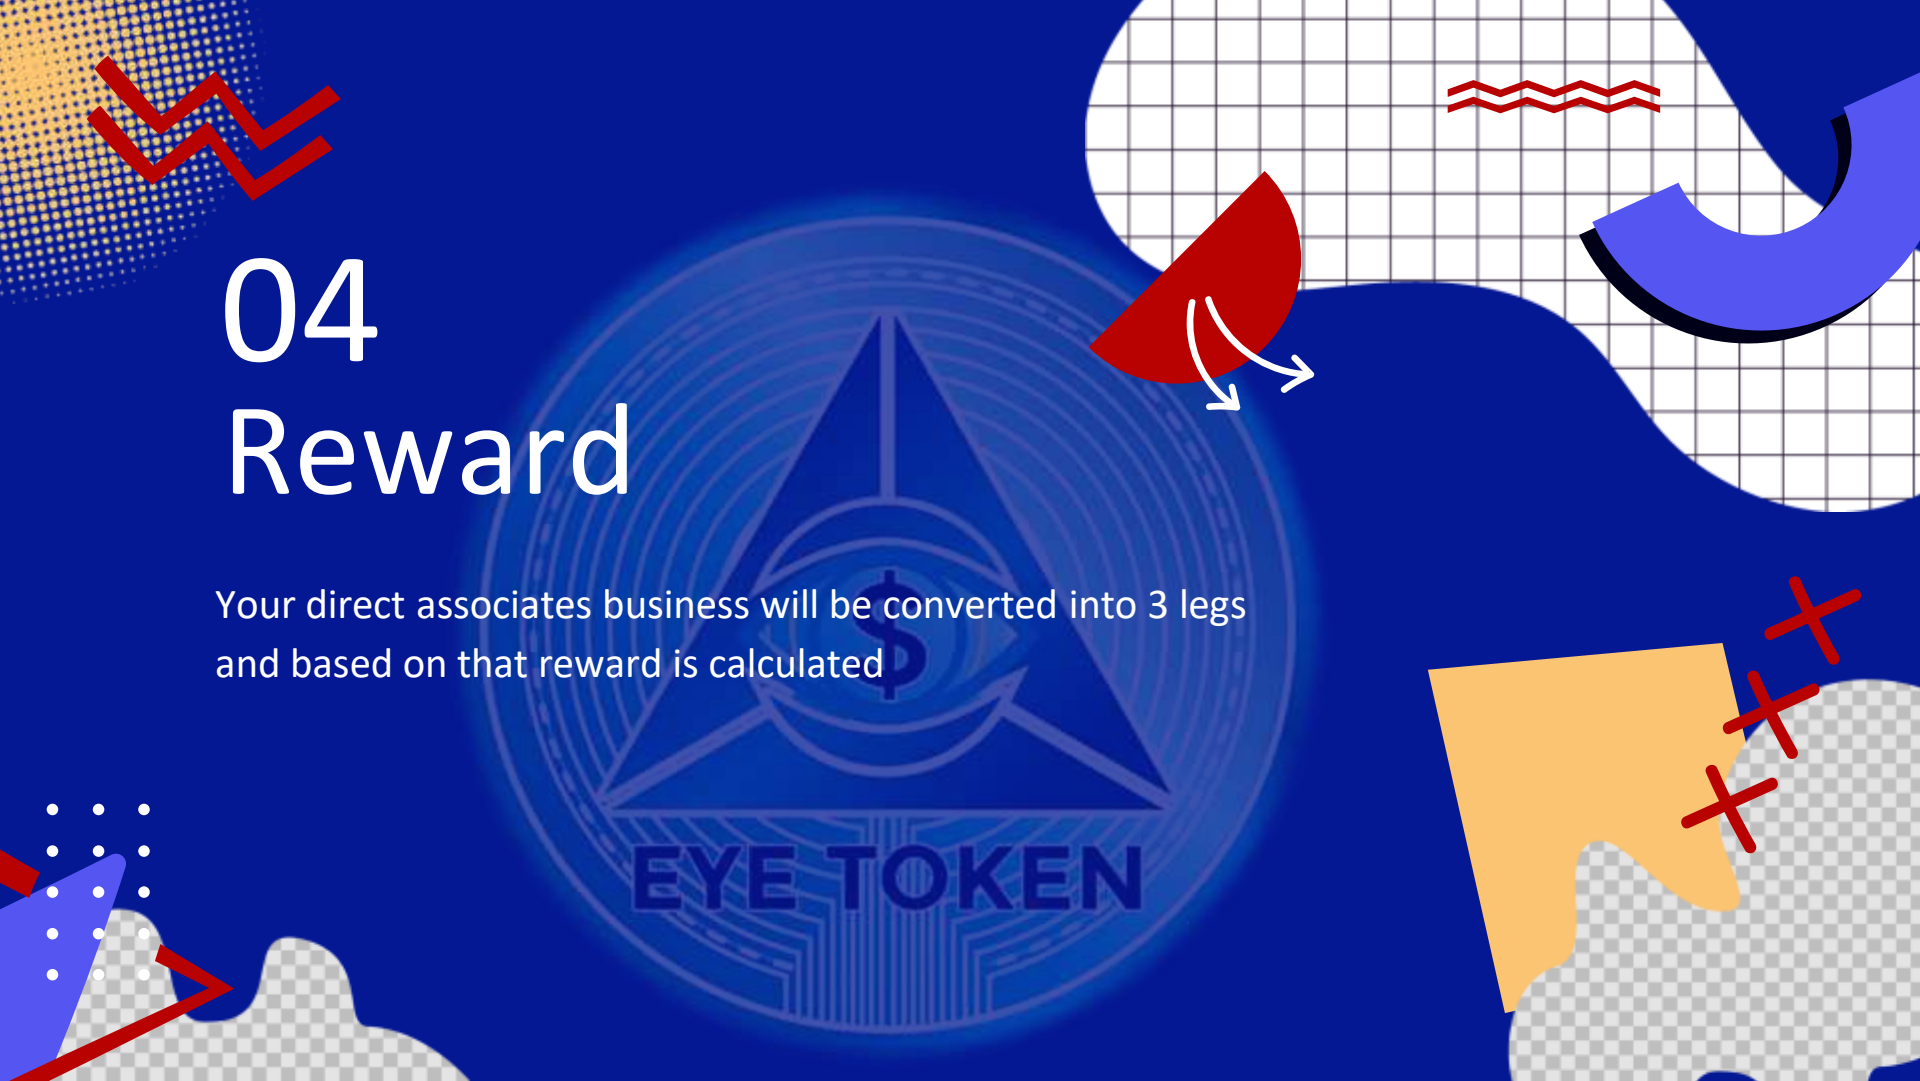 04
Reward
Your direct associates business will be converted into 3 legs
and based on that reward is calculated
$
EYE TOKEN